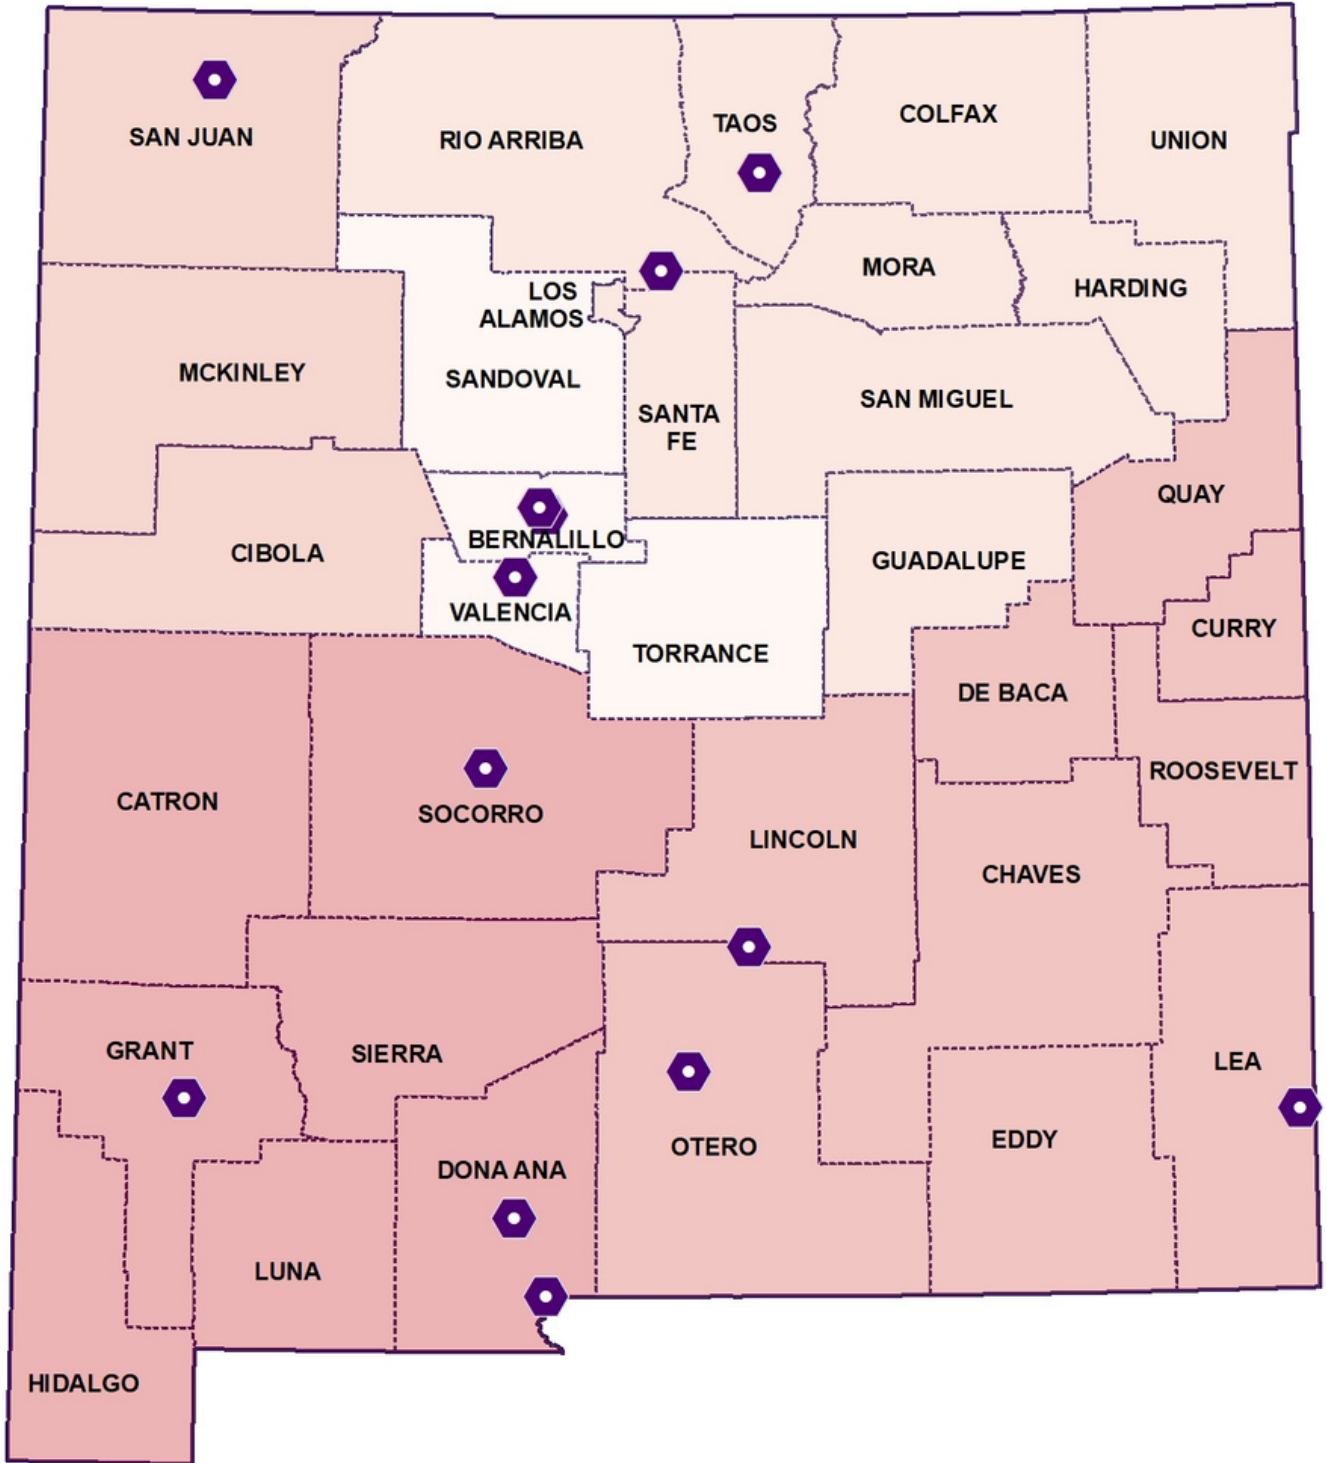 SAN JUAN
RIO ARRIBA
TAOS
COLFAX
UNION
MORA
HARDING
LOS
ALAMOS
MCKINLEY
SANDOVAL
SANTA
FE
SAN MIGUEL
QUAY
CIBOLA
BERNALILLO
GUADALUPE
VALENCIA
TORRANCE
CURRY
DE BACA
ROOSEVELT
CATRON
SOCORRO
LINCOLN
CHAVES
GRANT
SIERRA
LEA
OTERO
EDDY
DONA ANA
LUNA
HIDALGO